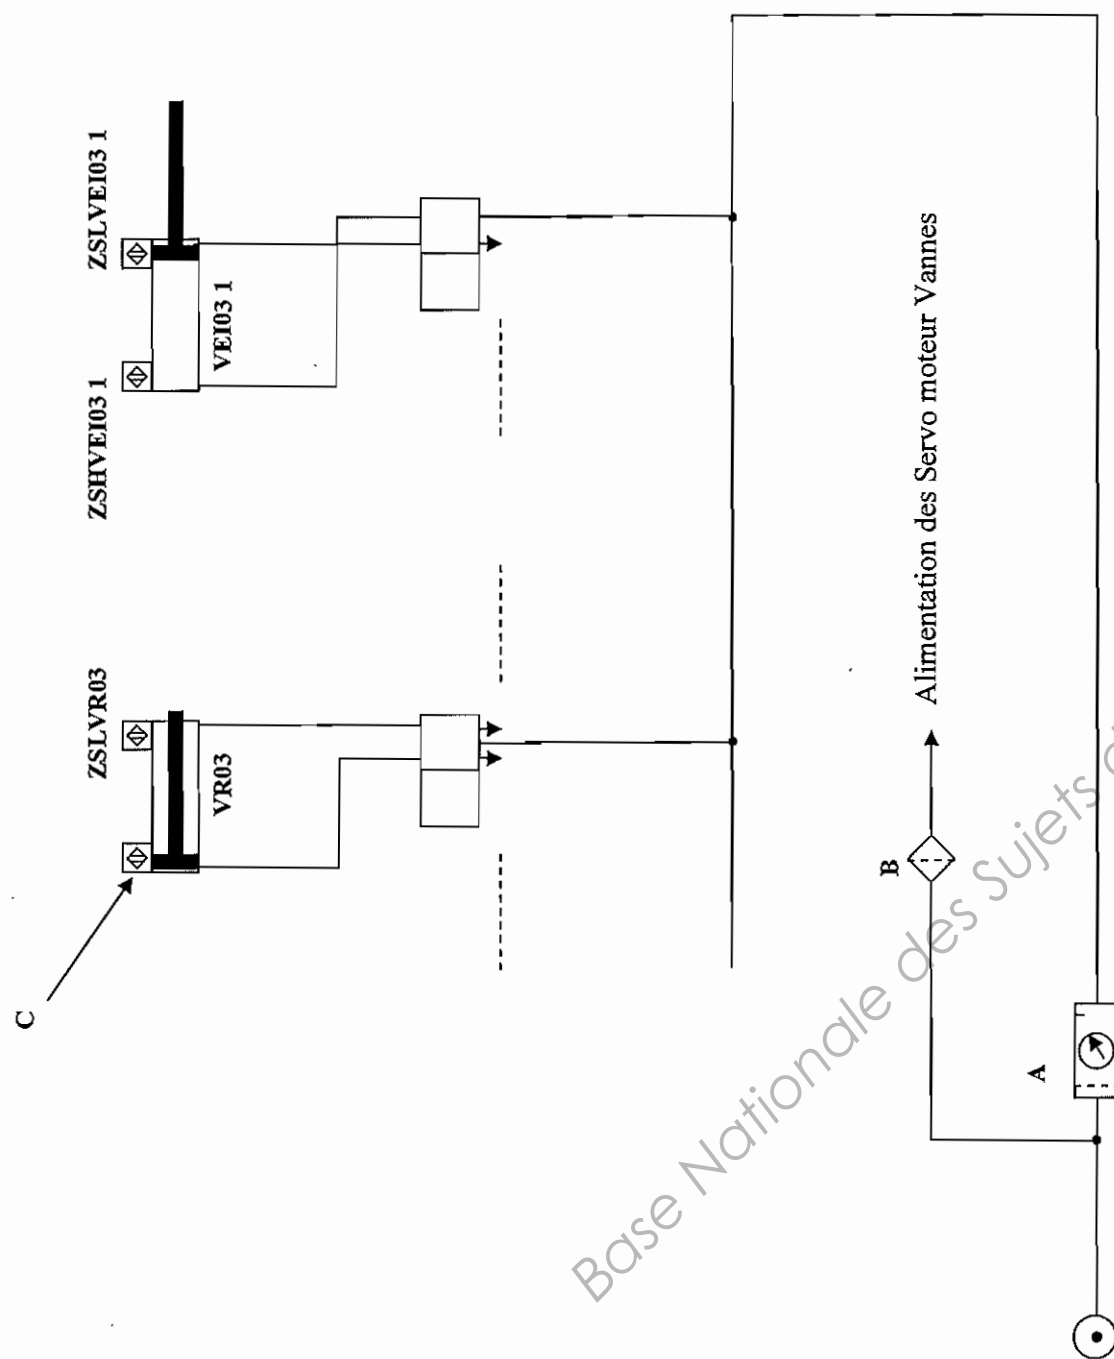 C
ZSLVR03
VR03
ZSHVEI03 1
ZSLVEI03 1
VEI03 1
B
Alimentation des Servo moteur Vannes
A
Base Nationale des Sujets